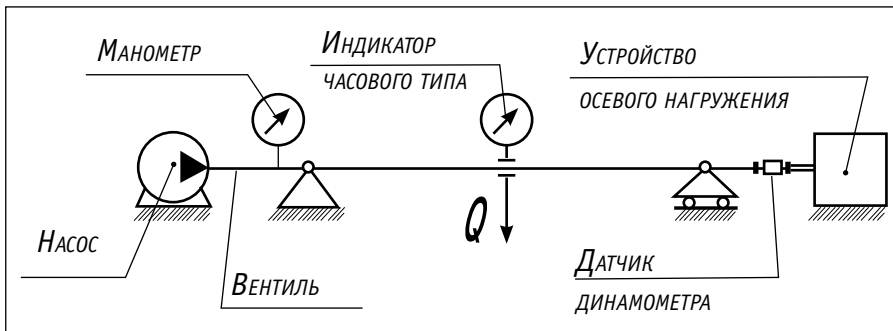 Манометр
Индикатор
часового типа
Устройство
осевого нагружения
Насос
Вентиль
Q
Датчик
динамометра